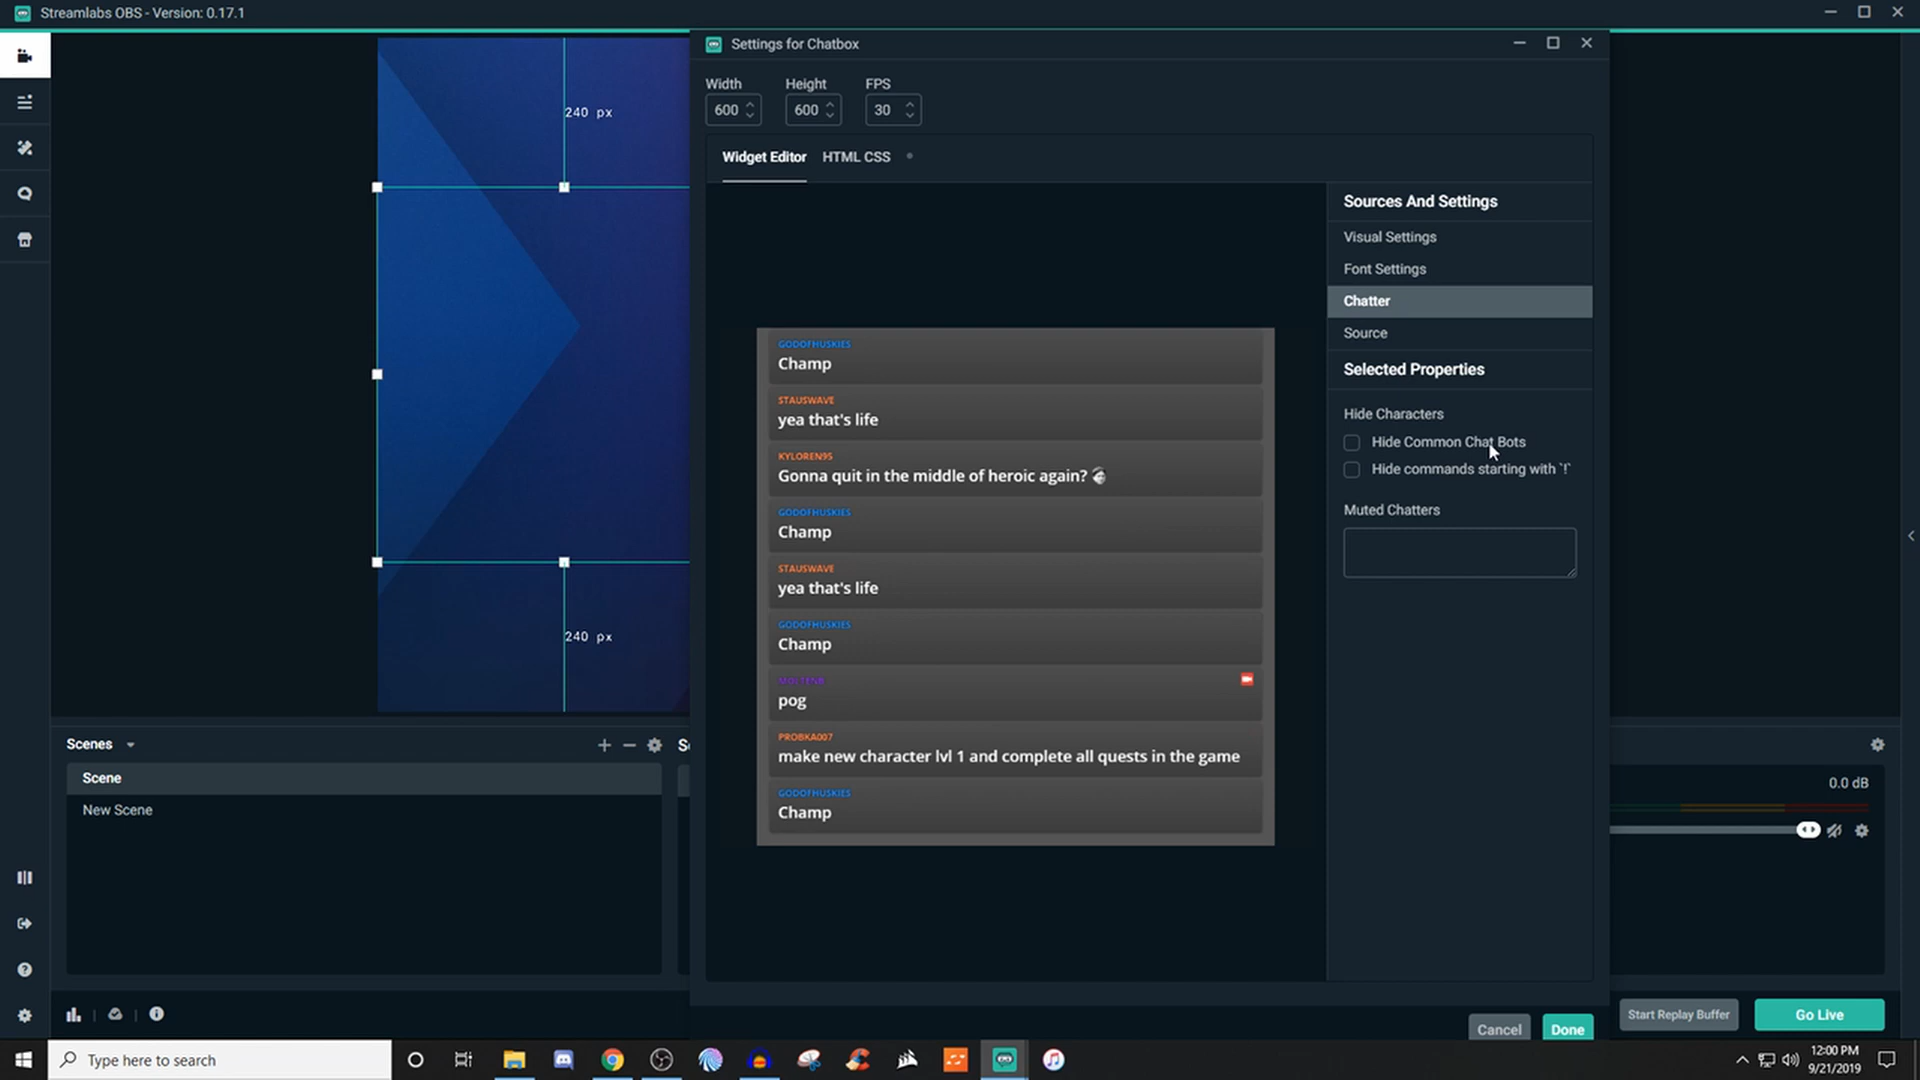 Streamlabs OBS - Version: 0.17.1
Settings for Chatbox
Width
Height
FPS
600
600
30
Widget Editor
HTML CSS
240 px
240 px
GODOFHUSKIES
Champ
STAUSWAVE
yea that's life
KYLOREN95
Gonna quit in the middle of heroic again?
GODOFHUSKIES
Champ
STAUSWAVE
yea that's life
GODOFHUSKIES
Champ
pog
PROBKA007
make new character lvl 1 and complete all quests in the game
GODOFHUSKIES
Champ
Sources And Settings
Visual Settings
Font Settings
Chatter
Source
Selected Properties
Hide Characters
Hide Common Chat Bots
Hide commands starting with `!`
Muted Chatters
Scenes
Scene
New Scene
0.0 dB
Cancel
Done
Start Replay Buffer
Go Live
Type here to search
12:00 PM
9/21/2019